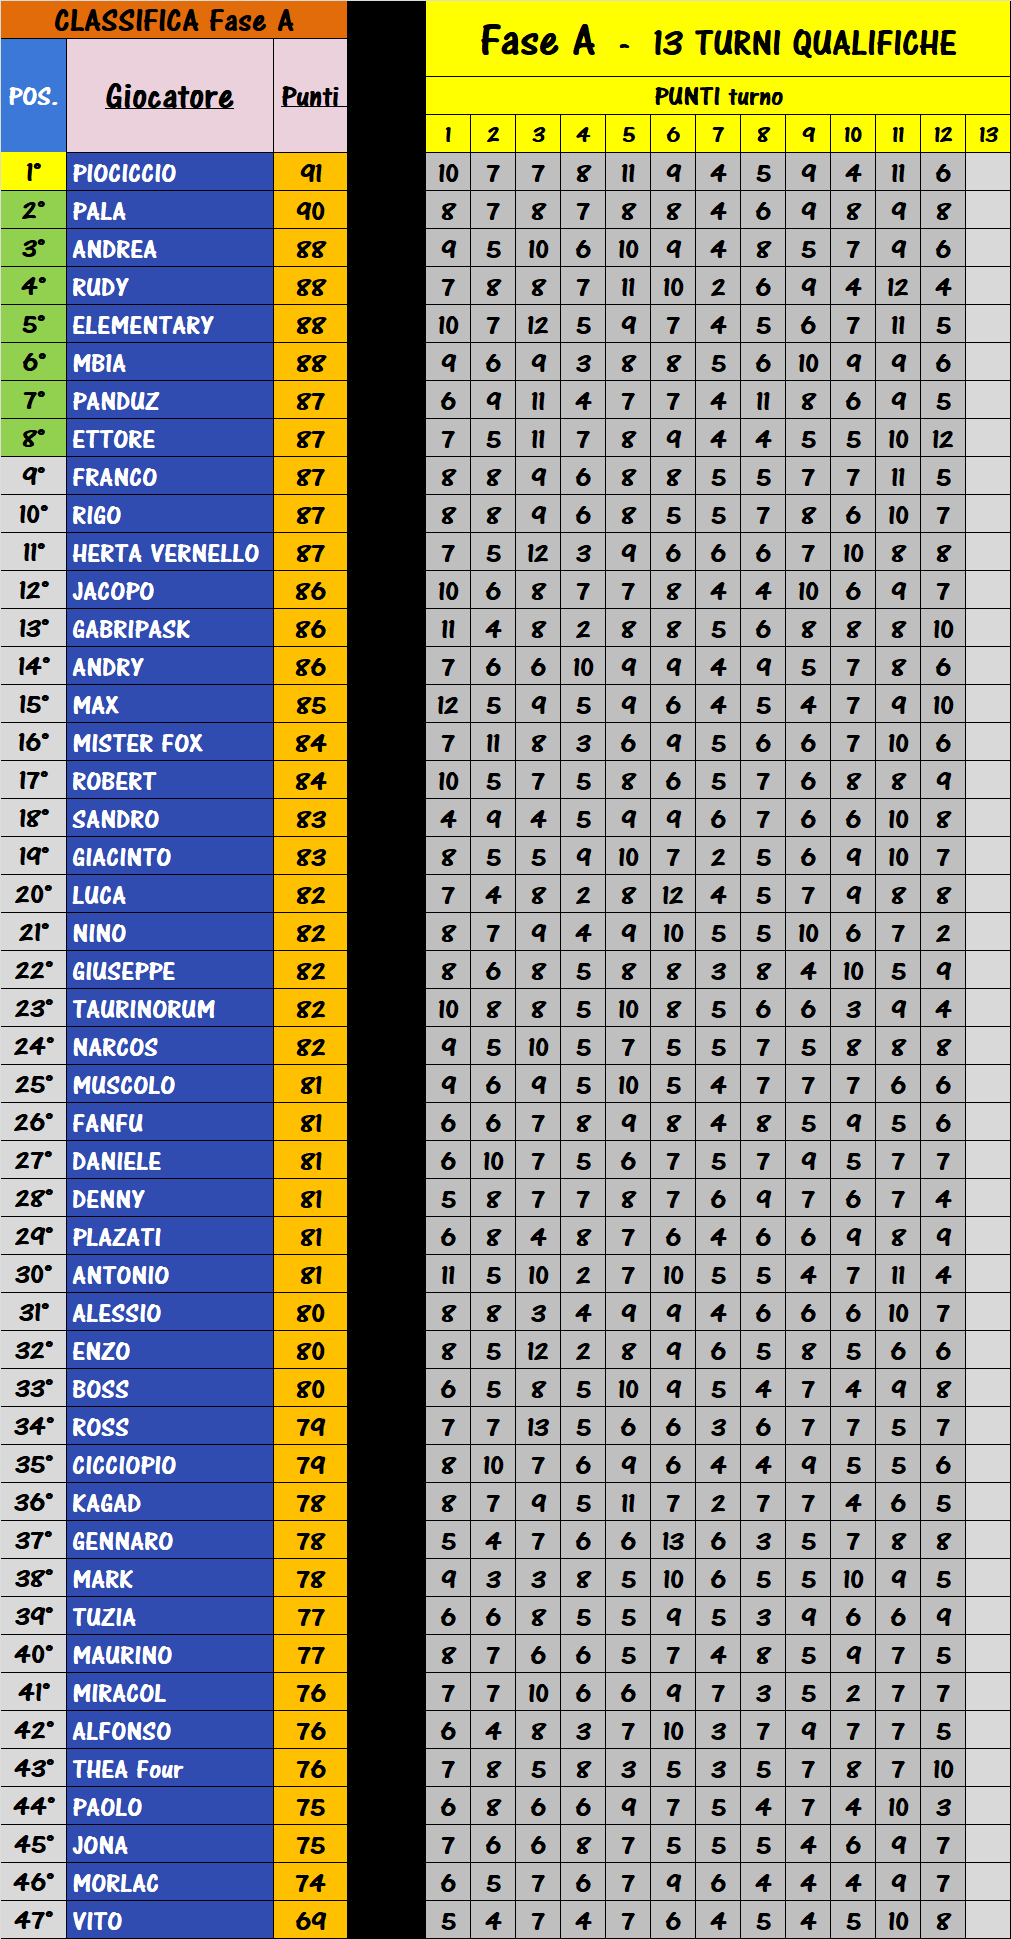 CLASSIFICA Fase A
Fase A - 13 TURNI QUALIFICHE
POS. Giocatore Punti
PUNTI turno
1 2 3 4 5 6 7 8 9 10 11 12 13
1° PIOCICCIO 91 10 7 7 8 11 9 4 5 9 4 11 6
2° PALA 90 8 7 8 7 8 8 4 6 9 8 9 8
3° ANDREA 88 9 5 10 6 10 9 4 8 5 7 9 6
4° RUDY 88 7 8 8 7 11 10 2 6 9 4 12 4
5° ELEMENTARY 88 10 7 12 5 9 7 4 5 6 7 11 5
6° MBIA 88 9 6 9 3 8 8 5 6 10 9 9 6
7° PANDUZ 87 6 9 11 4 7 7 4 11 8 6 9 5
8° ETTORE 87 7 5 11 7 8 9 4 4 5 5 10 12
9° FRANCO 87 8 8 9 6 8 8 5 5 7 7 11 5
10° RIGO 87 8 8 9 6 8 5 5 7 8 6 10 7
11° HERTA VERNELLO 87 7 5 12 3 9 6 6 6 7 10 8 8
12° JACOPO 86 10 6 8 7 7 8 4 4 10 6 9 7
13° GABRIPASK 86 11 4 8 2 8 8 5 6 8 8 8 10
14° ANDRY 86 7 6 6 10 9 9 4 9 5 7 8 6
15° MAX 85 12 5 9 5 9 6 4 5 4 7 9 10
16° MISTER FOX 84 7 11 8 3 6 9 5 6 6 7 10 6
17° ROBERT 84 10 5 7 5 8 6 5 7 6 8 8 9
18° SANDRO 83 4 9 4 5 9 9 6 7 6 6 10 8
19° GIACINTO 83 8 5 5 9 10 7 2 5 6 9 10 7
20° LUCA 82 7 4 8 2 8 12 4 5 7 9 8 8
21° NINO 82 8 7 9 4 9 10 5 5 10 6 7 2
22° GIUSEPPE 82 8 6 8 5 8 8 3 8 4 10 5 9
23° TAURINORUM 82 10 8 8 5 10 8 5 6 6 3 9 4
24° NARCOS 82 9 5 10 5 7 5 5 7 5 8 8 8
25° MUSCOLO 81 9 6 9 5 10 5 4 7 7 7 6 6
26° FANFU 81 6 6 7 8 9 8 4 8 5 9 5 6
27° DANIELE 81 6 10 7 5 6 7 5 7 9 5 7 7
28° DENNY 81 5 8 7 7 8 7 6 9 7 6 7 4
29° PLAZATI 81 6 8 4 8 7 6 4 6 6 9 8 9
30° ANTONIO 81 11 5 10 2 7 10 5 5 4 7 11 4
31° ALESSIO 80 8 8 3 4 9 9 4 6 6 6 10 7
32° ENZO 80 8 5 12 2 8 9 6 5 8 5 6 6
33° BOSS 80 6 5 8 5 10 9 5 4 7 4 9 8
34° ROSS 79 7 7 13 5 6 6 3 6 7 7 5 7
35° CICCIOPIO 79 8 10 7 6 9 6 4 4 9 5 5 6
36° KAGAD 78 8 7 9 5 11 7 2 7 7 4 6 5
37° GENNARO 78 5 4 7 6 6 13 6 3 5 7 8 8
38° MARK 78 9 3 3 8 5 10 6 5 5 10 9 5
39° TUZIA 77 6 6 8 5 5 9 5 3 9 6 6 9
40° MAURINO 77 8 7 6 6 5 7 4 8 5 9 7 5
41° MIRACOL 76 7 7 10 6 6 9 7 3 5 2 7 7
42° ALFONSO 76 6 4 8 3 7 10 3 7 9 7 7 5
43° THEA Four 76 7 8 5 8 3 5 3 5 7 8 7 10
44° PAOLO 75 6 8 6 6 9 7 5 4 7 4 10 3
45° JONA 75 7 6 6 8 7 5 5 5 4 6 9 7
46° MORLAC 74 6 5 7 6 7 9 6 4 4 4 9 7
47° VITO 69 5 4 7 4 7 6 4 5 4 5 10 8